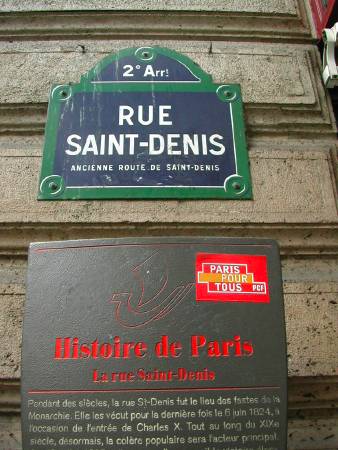 2e Arrt
RUE
SAINT-DENIS
ANCIENNE ROUTE DE SAINT-DENIS
PARIS
POUR
TOUS PCF
Histoire de Paris
La rue Saint-Denis
Pendant des siècles, la rue St-Denis fut le lieu des fastes de la
Monarchie. Elle les vécut pour la dernière fois le 6 juin 1824, à
l'occasion de l'entrée de Charles X. Tout au long du XIXe
siècle, désormais, la colère populaire sera l'acteur principal.